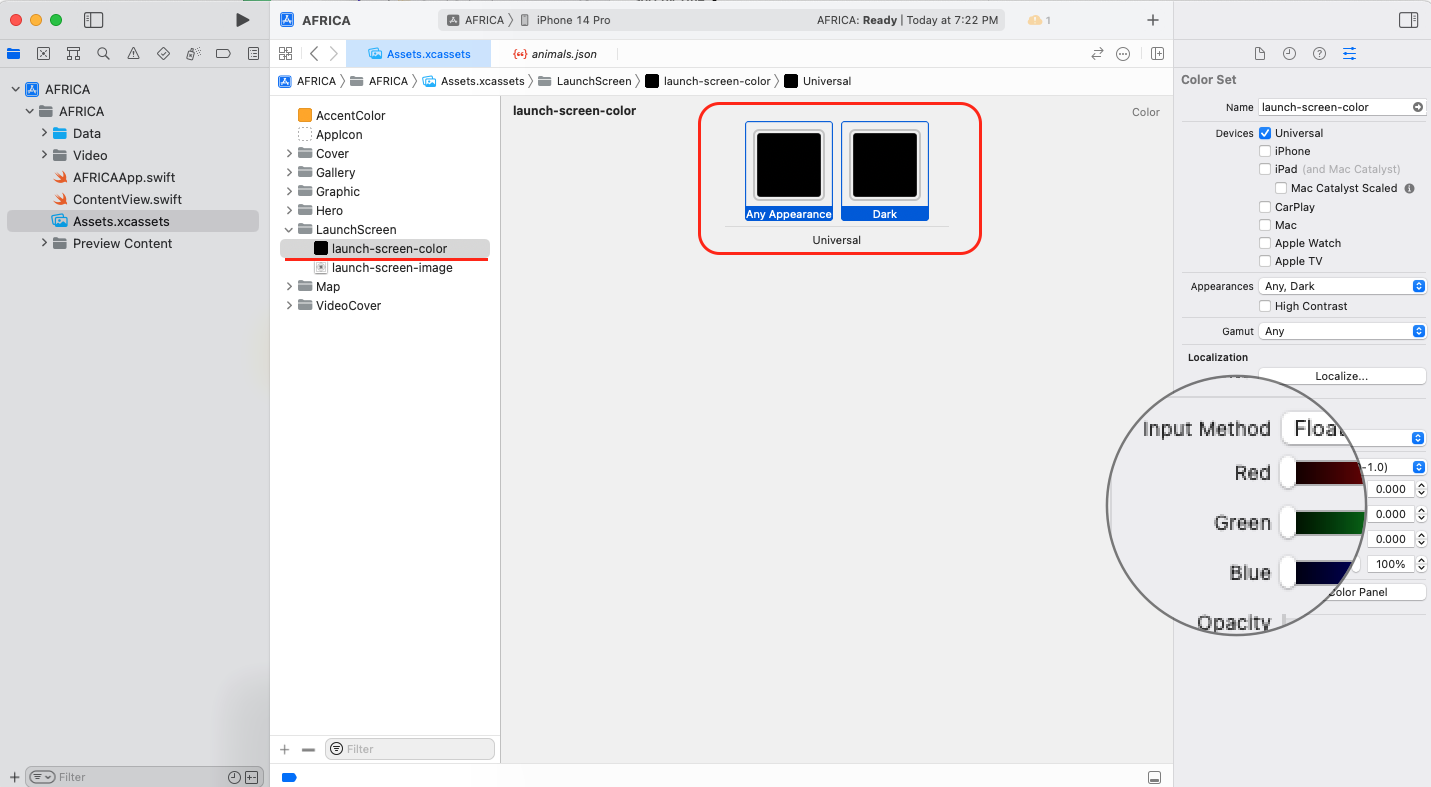 AFRICA
AFRICA
iPhone 14 Pro
AFRICA: Ready | Today at 7:22 PM
1
Assets.xcassets
animals.json
AFRICA
AFRICA
Assets.xcassets
LaunchScreen
launch-screen-color
Universal
AFRICA
AFRICA
Data
Video
AFRICAApp.swift
ContentView.swift
Assets.xcassets
Preview Content
Filter
AccentColor
AppIcon
Cover
Gallery
Graphic
Hero
LaunchScreen
launch-screen-color
launch-screen-image
Map
VideoCover
Filter
launch-screen-color
Color
Any Appearance
Dark
Universal
Color Set
Name launch-screen-color
Devices Universal
iPhone
iPad (and Mac Catalyst)
Mac Catalyst Scaled
CarPlay
Mac
Apple Watch
Apple TV
Appearances Any, Dark
High Contrast
Gamut Any
Localization
Localize...
Input Method Float
-1.0)
Red 0.000
Green 0.000
Blue 0.000
Opacity 100%
Color Panel